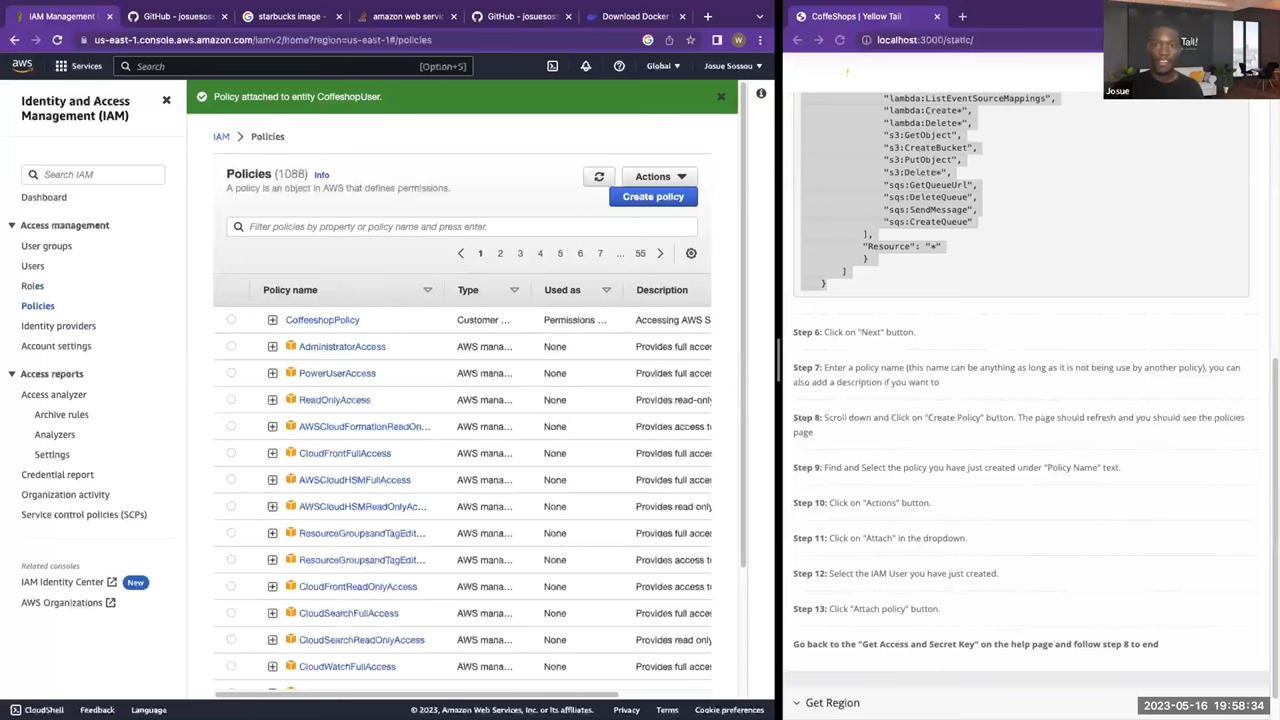 IAM Management
GitHub - josuesos
starbucks image -
amazon web servic
GitHub - josuesos
Download Docker
us-east-1.console.aws.amazon.com/iamv2/home?region=us-east-1#/policies
W
aws
Services
Search
[Option+S]
Global
Josue Sossou
Identity and Access
Management (IAM)
Search IAM
Dashboard
Access management
User groups
Users
Roles
Policies
Identity providers
Account settings
Access reports
Access analyzer
Archive rules
Analyzers
Settings
Credential report
Organization activity
Service control policies (SCPs)
Related consoles
IAM Identity Center
New
AWS Organizations
Policy attached to entity CoffeshopUser.
IAM > Policies
Policies (1088) Info
A policy is an object in AWS that defines permissions.
Actions
Create policy
Filter policies by property or policy name and press enter.
1 2 3 4 5 6 7 ... 55
Policy name Type Used as Description
CoffeeshopPolicy Customer ... Permissions ... Accessing AWS S
AdministratorAccess AWS mana... None Provides full acces
PowerUserAccess AWS mana... None Provides full acces
ReadOnlyAccess AWS mana... None Provides read-only
AWSCloudFormationReadOn... AWS mana... None Provides access to
CloudFrontFullAccess AWS mana... None Provides full acces
AWSCloudHSMFullAccess AWS mana... None Provides full acces
AWSCloudHSMReadOnlyAc... AWS mana... None Provides read only
ResourceGroupsandTagEdit... AWS mana... None Provides full acces
ResourceGroupsandTagEdit... AWS mana... None Provides access to
CloudFrontReadOnlyAccess AWS mana... None Provides access to
CloudSearchFullAccess AWS mana... None Provides full acces
CloudSearchReadOnlyAccess AWS mana... None Provides read only
CloudWatchFullAccess AWS mana... None Provides full acces
CloudShell
Feedback
Language
© 2023, Amazon Web Services, Inc. or its affiliates.
Privacy
Terms
Cookie preferences
CoffeShops | Yellow Tail
localhost:3000/static/
Tail!
Josue
"lambda:ListEventSourceMappings",
"lambda:Create*",
"lambda:Delete*",
"s3:GetObject",
"s3:CreateBucket",
"s3:PutObject",
"s3:Delete*",
"sqs:GetQueueUrl",
"sqs:DeleteQueue",
"sqs:SendMessage",
"sqs:CreateQueue"
],
"Resource": "*"
}
]
}
Step 6: Click on "Next" button.
Step 7: Enter a policy name (this name can be anything as long as it is not being use by another policy), you can
also add a description if you want to
Step 8: Scroll down and Click on "Create Policy" button. The page should refresh and you should see the policies
page
Step 9: Find and Select the policy you have just created under "Policy Name" text.
Step 10: Click on "Actions" button.
Step 11: Click on "Attach" in the dropdown.
Step 12: Select the IAM User you have just created.
Step 13: Click "Attach policy" button.
Go back to the "Get Access and Secret Key" on the help page and follow step 8 to end
Get Region
2023-05-16 19:58:34